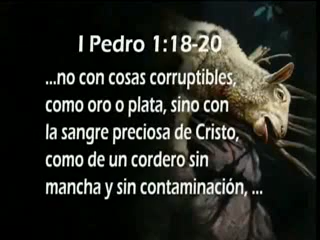 I Pedro 1:18-20
...no con cosas corruptibles,
como oro o plata, sino con
la sangre preciosa de Cristo,
como de un cordero sin
mancha y sin contaminación, ...